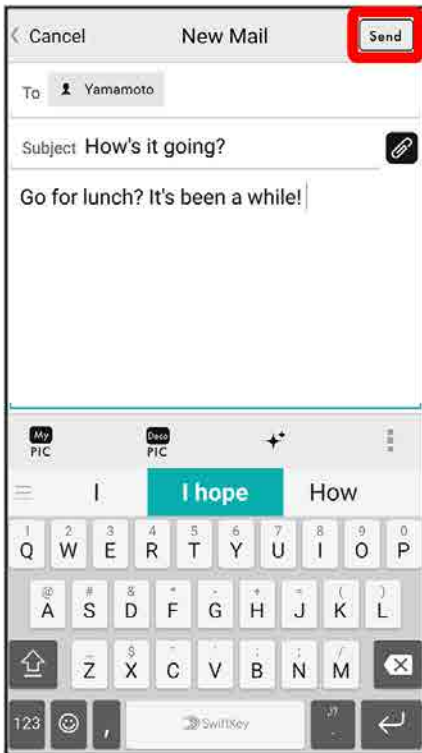 Cancel New Mail Send
To Yamamoto
Subject How's it going?
Go for lunch? It's been a while!
My PIC Deco PIC
I I hope How
1 2 3 4 5 6 7 8 9 0
Q W E R T Y U I O P
@ # & * - + = ( )
A S D F G H J K L
_ $ " ' : ; /
Z X C V B N M
123 , SwiftKey !? .